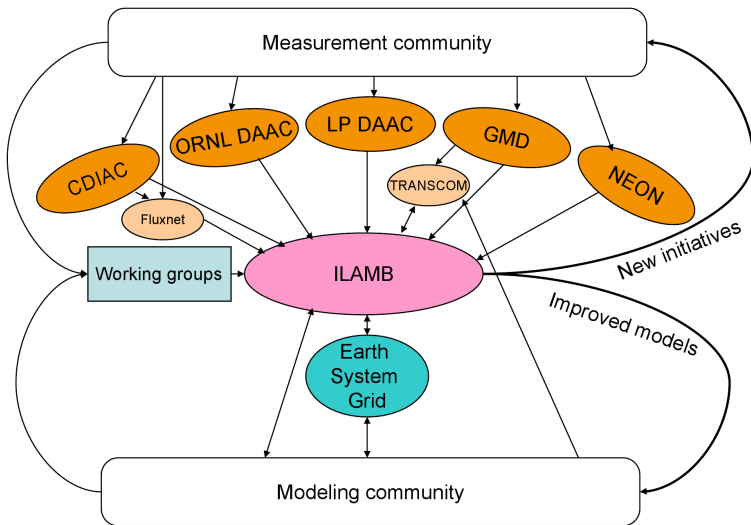 Measurement community
ORNL DAAC
LP DAAC
GMD
CDIAC
TRANSCOM
NEON
Fluxnet
Working groups
ILAMB
New initiatives
Improved models
Earth
System
Grid
Modeling community